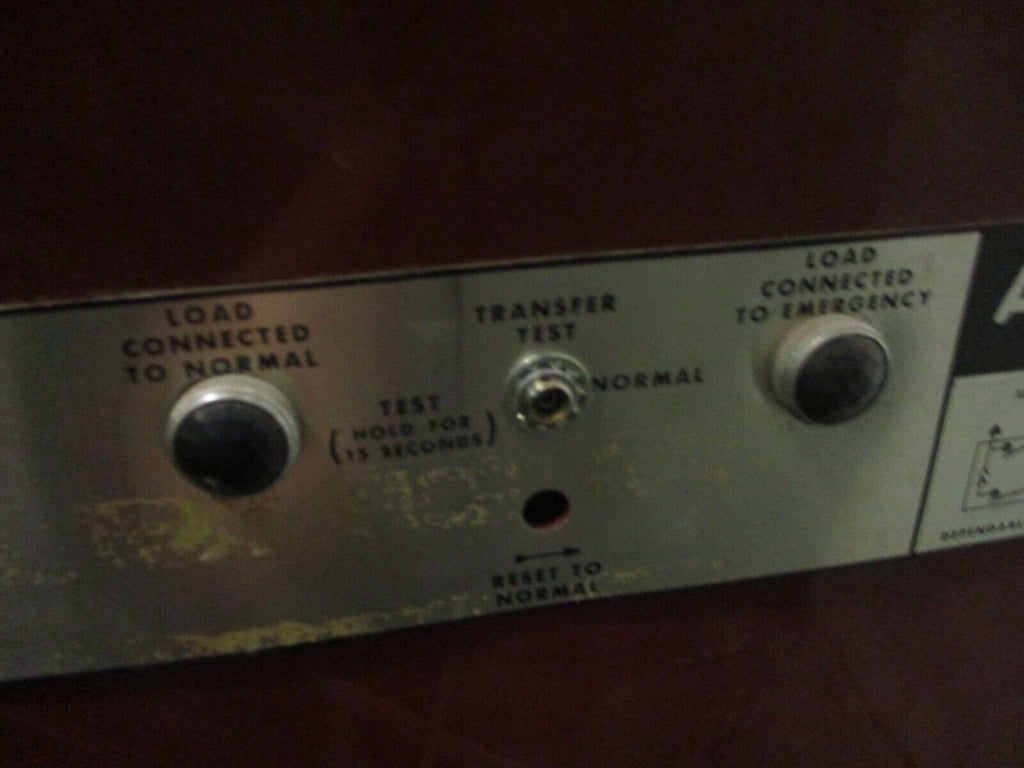 LOAD
CONNECTED
TO NORMAL
TRANSFER
TEST
NORMAL
TEST
(HOLD FOR
15 SECONDS)
RESET TO
NORMAL
LOAD
CONNECTED
TO EMERGENCY
A